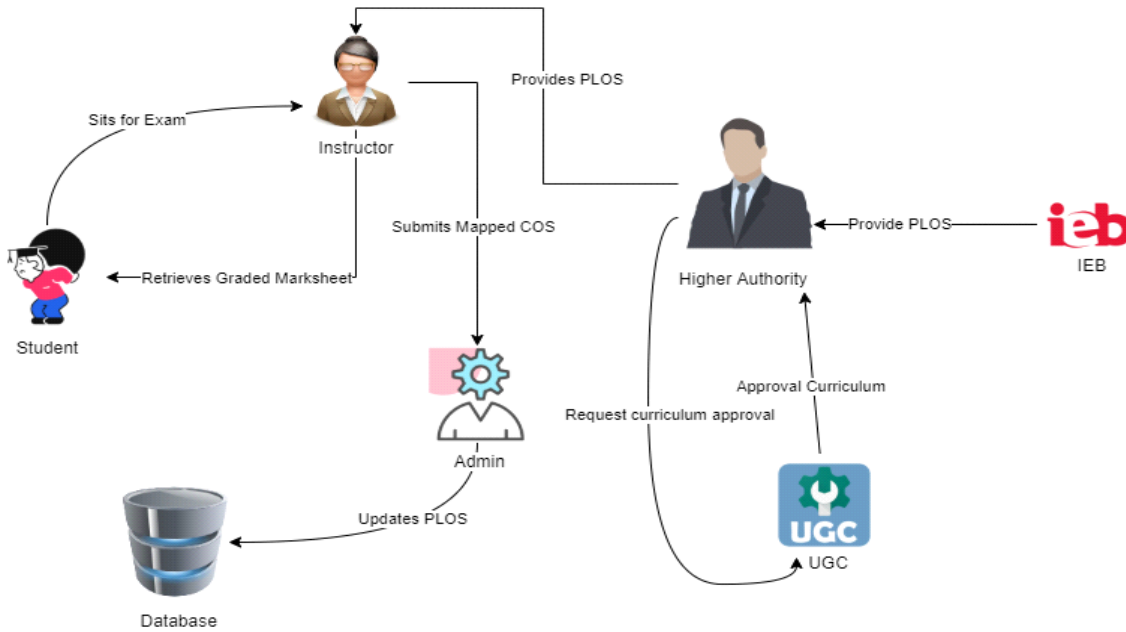 Provides PLOS
Sits for Exam
Instructor
Submits Mapped COS
Provide PLOS
ieb
IEB
Higher Authority
Retrieves Graded Marksheet
Student
Approval Curriculum
Request curriculum approval
Admin
Updates PLOS
UGC
UGC
Database